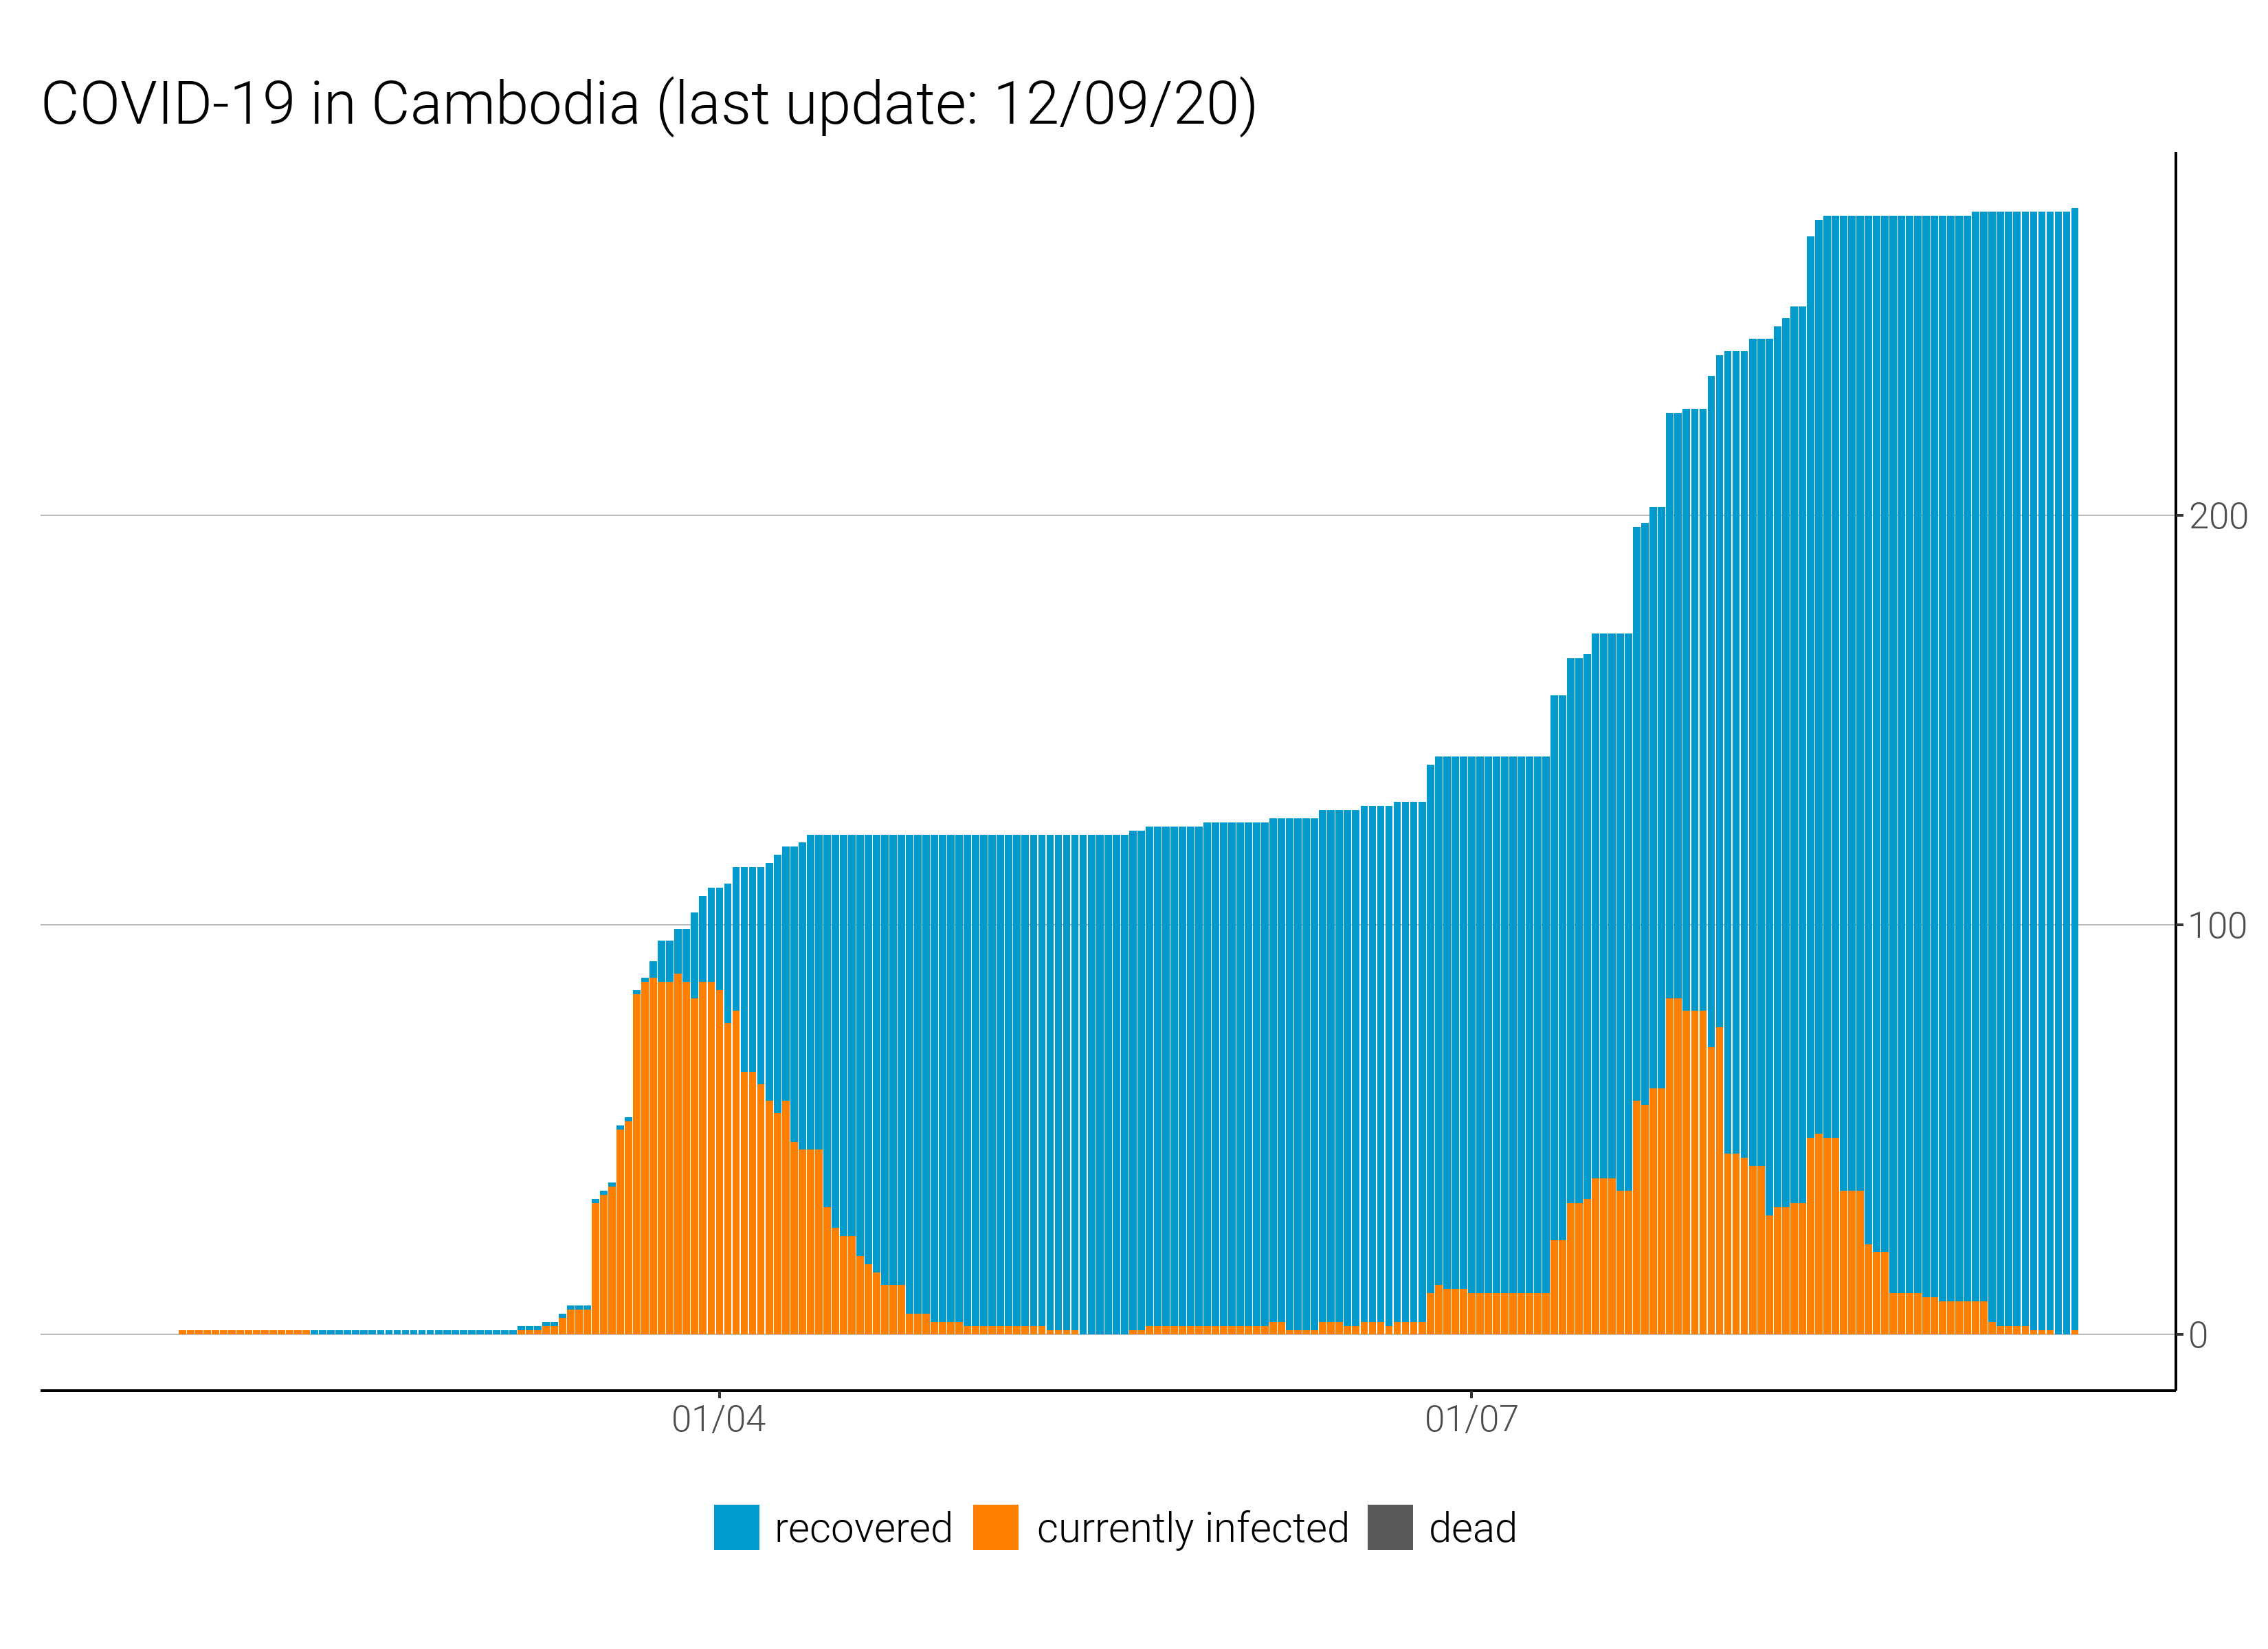 COVID-19 in Cambodia (last update: 12/09/20)
200
100
0
01/04 01/07
recovered currently infected dead